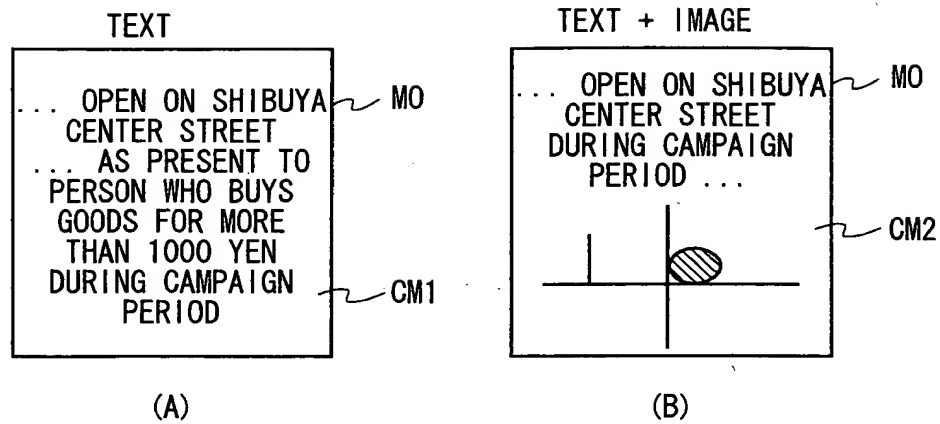 TEXT
... OPEN ON SHIBUYA
CENTER STREET
... AS PRESENT TO
PERSON WHO BUYS
GOODS FOR MORE
THAN 1000 YEN
DURING CAMPAIGN
PERIOD
MO
CM1
(A)
TEXT + IMAGE
... OPEN ON SHIBUYA
CENTER STREET
DURING CAMPAIGN
PERIOD ...
MO
CM2
(B)